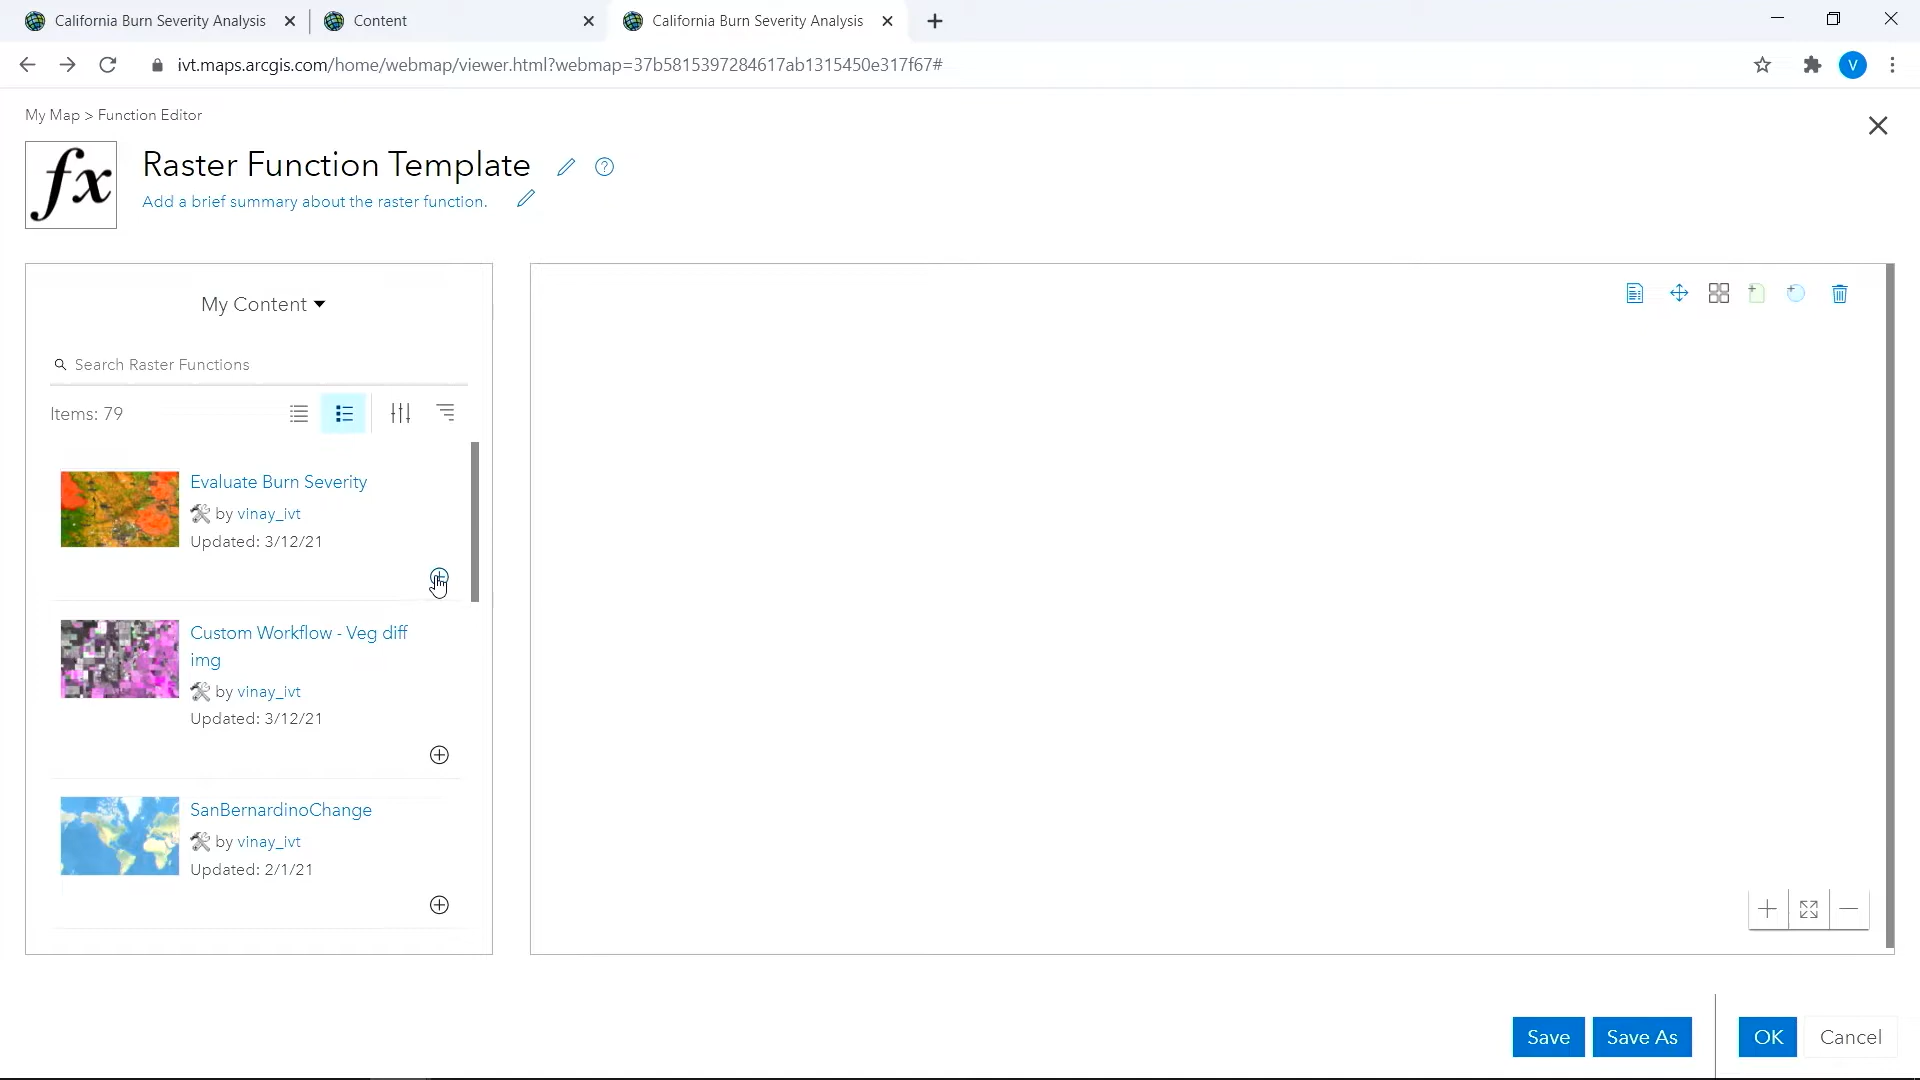 California Burn Severity Analysis
Content
California Burn Severity Analysis
ivt.maps.arcgis.com/home/webmap/viewer.html?webmap=37b5815397284617ab1315450e317f67#
V
My Map > Function Editor
fx
Raster Function Template
?
Add a brief summary about the raster function.
My Content
Search Raster Functions
Items: 79
Evaluate Burn Severity
by vinay_ivt
Updated: 3/12/21
Custom Workflow - Veg diff
img
by vinay_ivt
Updated: 3/12/21
SanBernardinoChange
by vinay_ivt
Updated: 2/1/21
Save
Save As
OK
Cancel